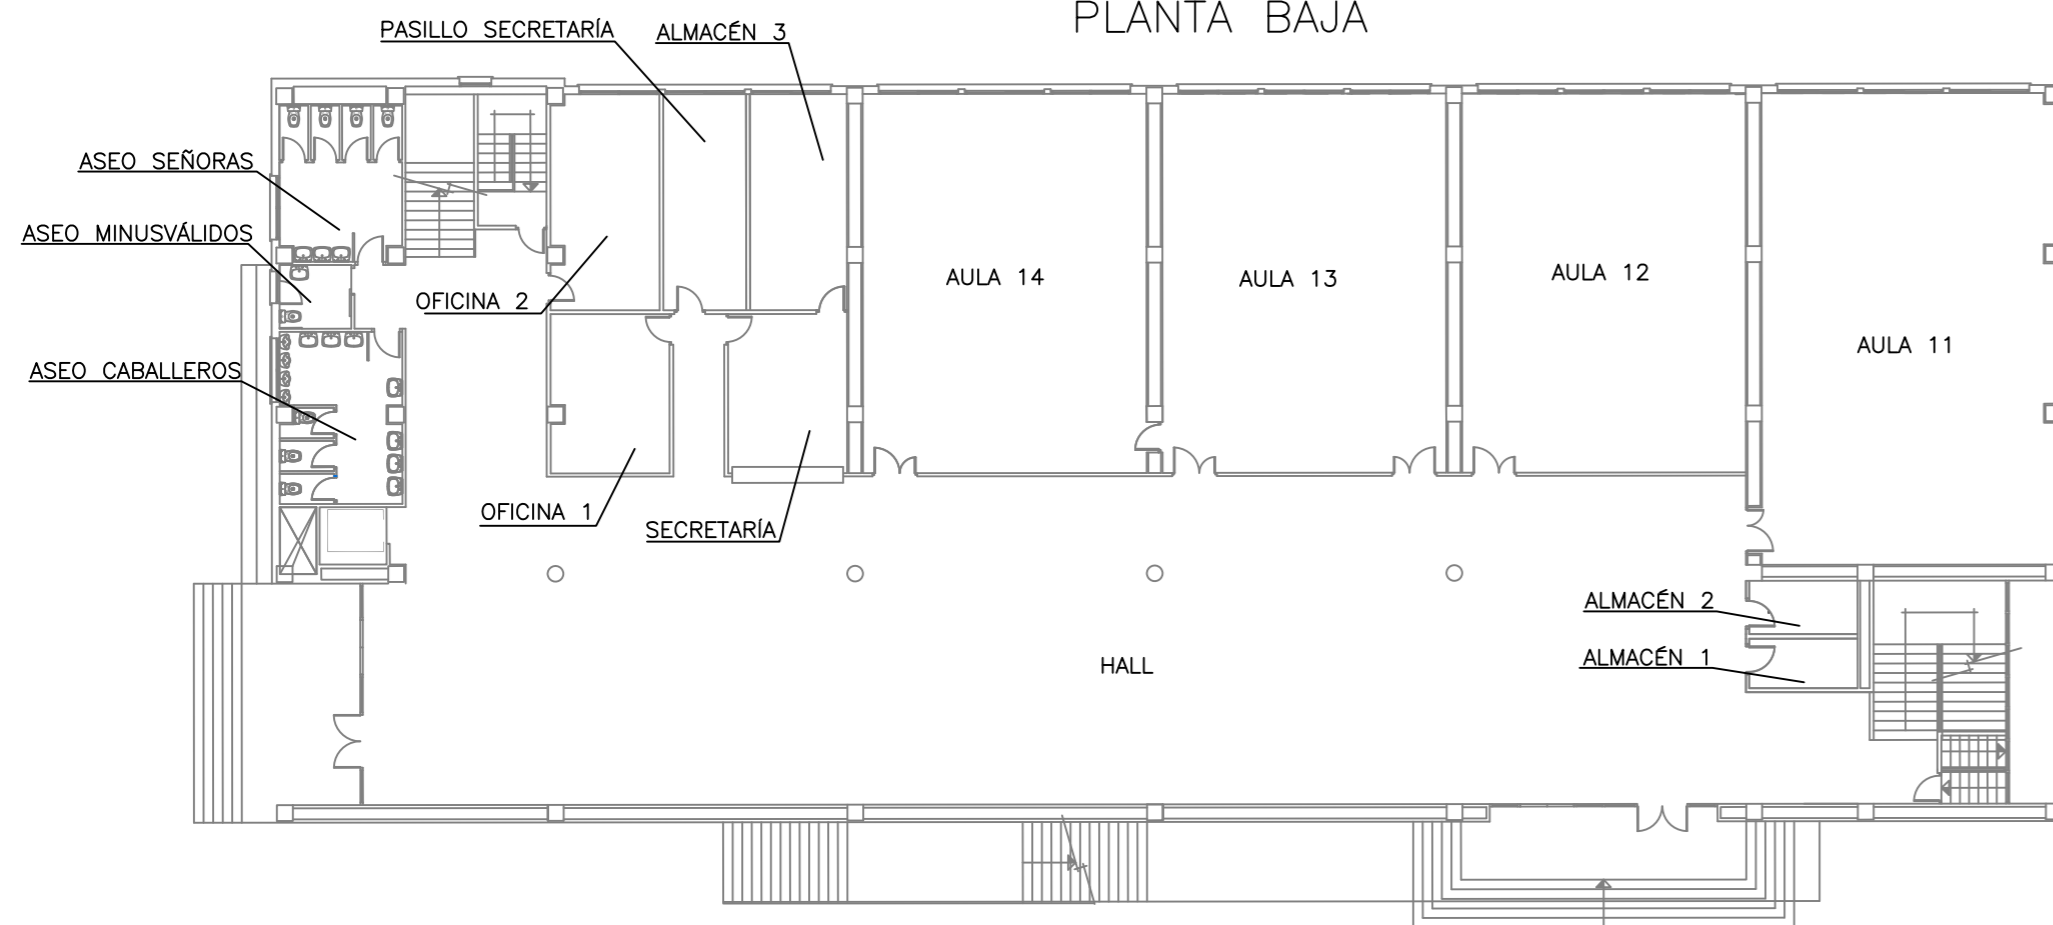 PLANTA BAJA
PASILLO SECRETARÍA
ALMACÉN 3
ASEO SEÑORAS
ASEO MINUSVÁLIDOS
OFICINA 2
AULA 14
AULA 13
AULA 12
AULA 11
ASEO CABALLEROS
OFICINA 1
SECRETARÍA
ALMACÉN 2
HALL
ALMACÉN 1